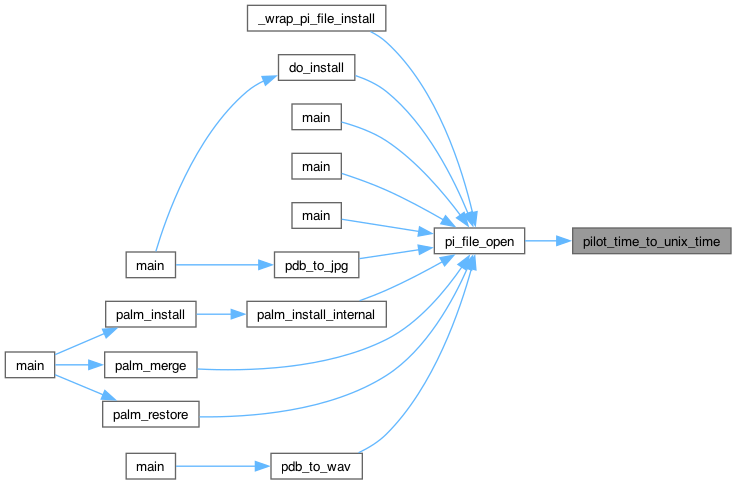 _wrap_pi_file_install
do_install
main
main
main
pi_file_open
pilot_time_to_unix_time
main
pdb_to_jpg
palm_install
palm_install_internal
main
palm_merge
palm_restore
main
pdb_to_wav